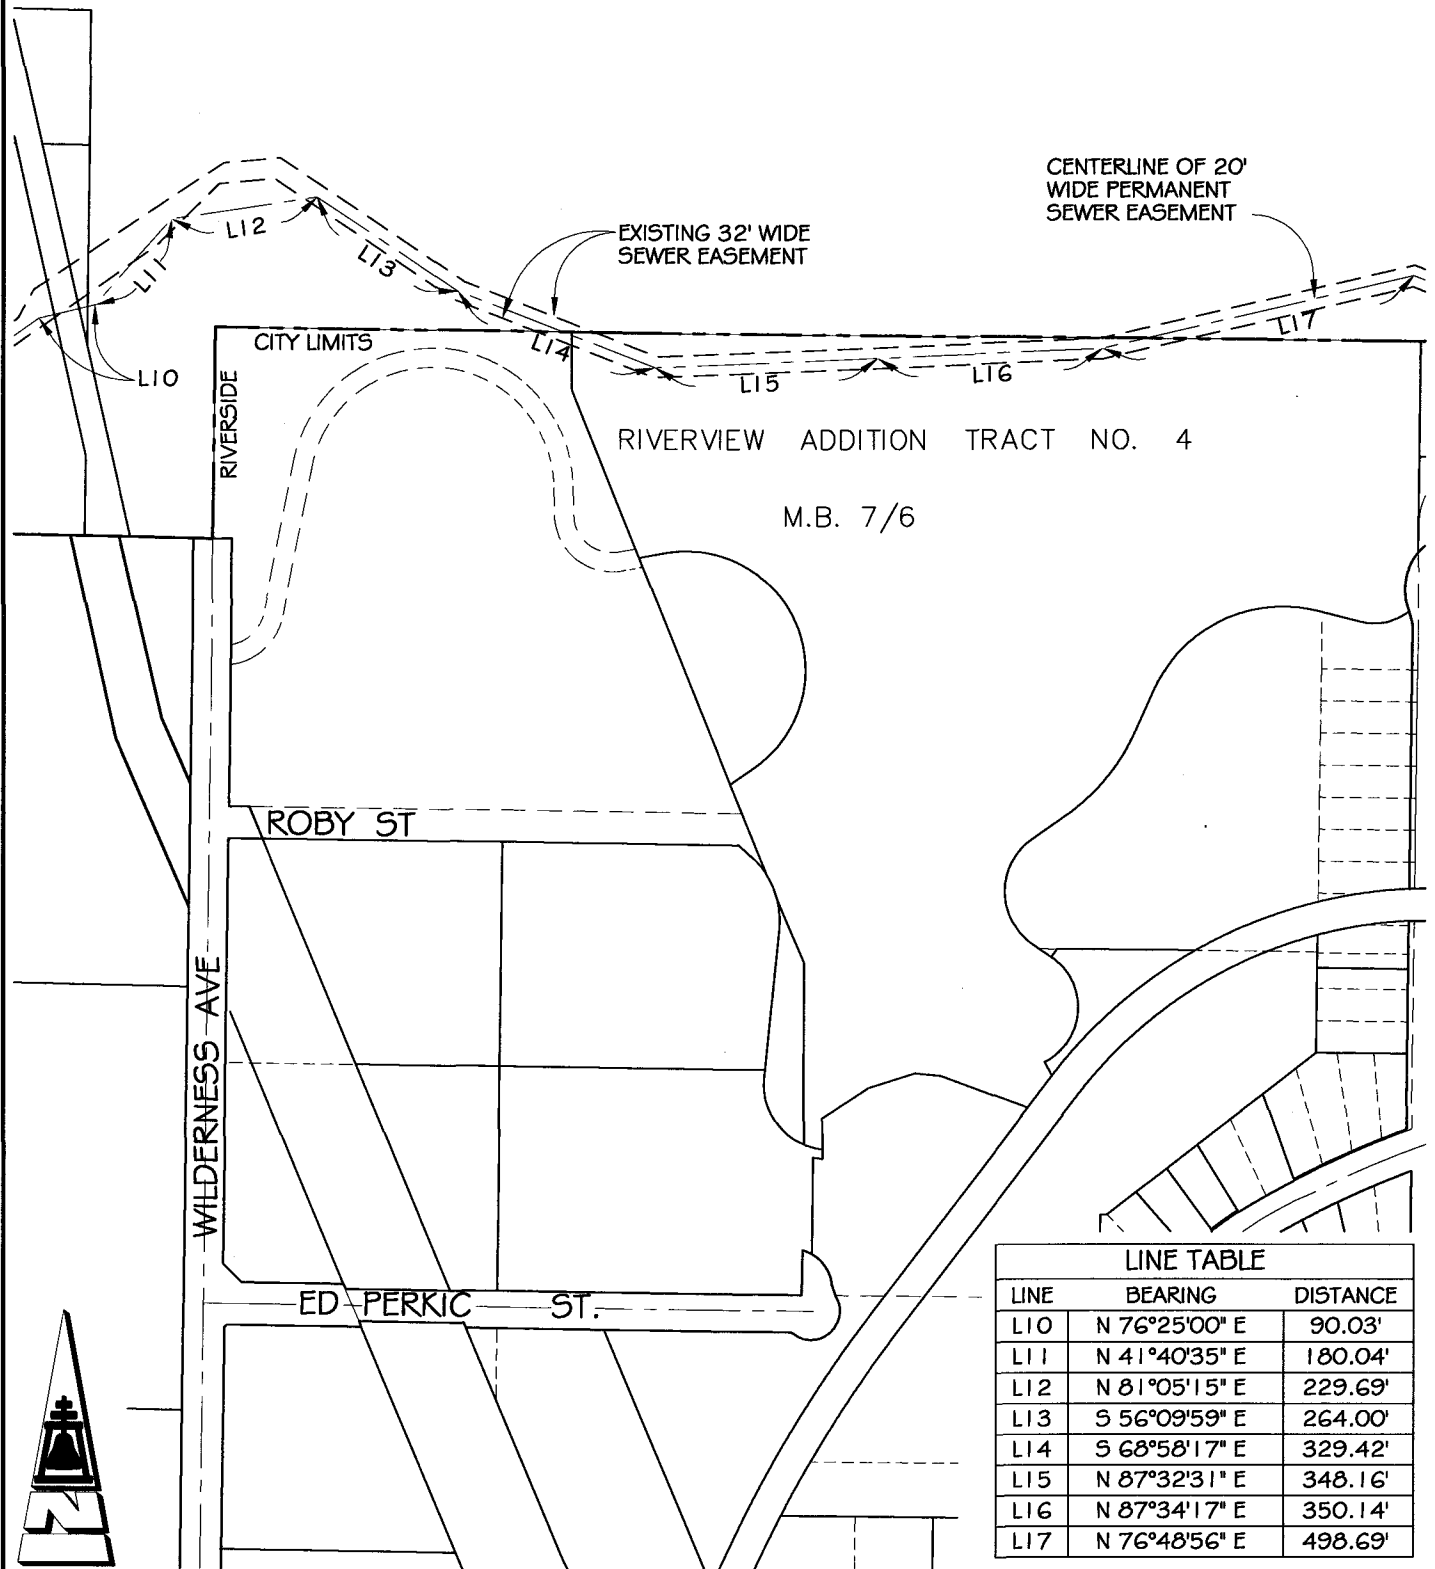 CENTERLINE OF 20'
WIDE PERMANENT
SEWER EASEMENT
EXISTING 32' WIDE
SEWER EASEMENT
L12
L13
L11
L10
L14
L15
L16
L17
CITY LIMITS
RIVERSIDE
RIVERVIEW ADDITION TRACT NO. 4
M.B. 7/6
ROBY ST
WILDERNESS AVE
ED PERKIC ST.
N
LINE TABLE
LINE BEARING DISTANCE
L10 N 76°25'00" E 90.03'
L11 N 41°40'35" E 180.04'
L12 N 81°05'15" E 229.69'
L13 S 56°09'59" E 264.00'
L14 S 68°58'17" E 329.42'
L15 N 87°32'31" E 348.16'
L16 N 87°34'17" E 350.14'
L17 N 76°48'56" E 498.69'